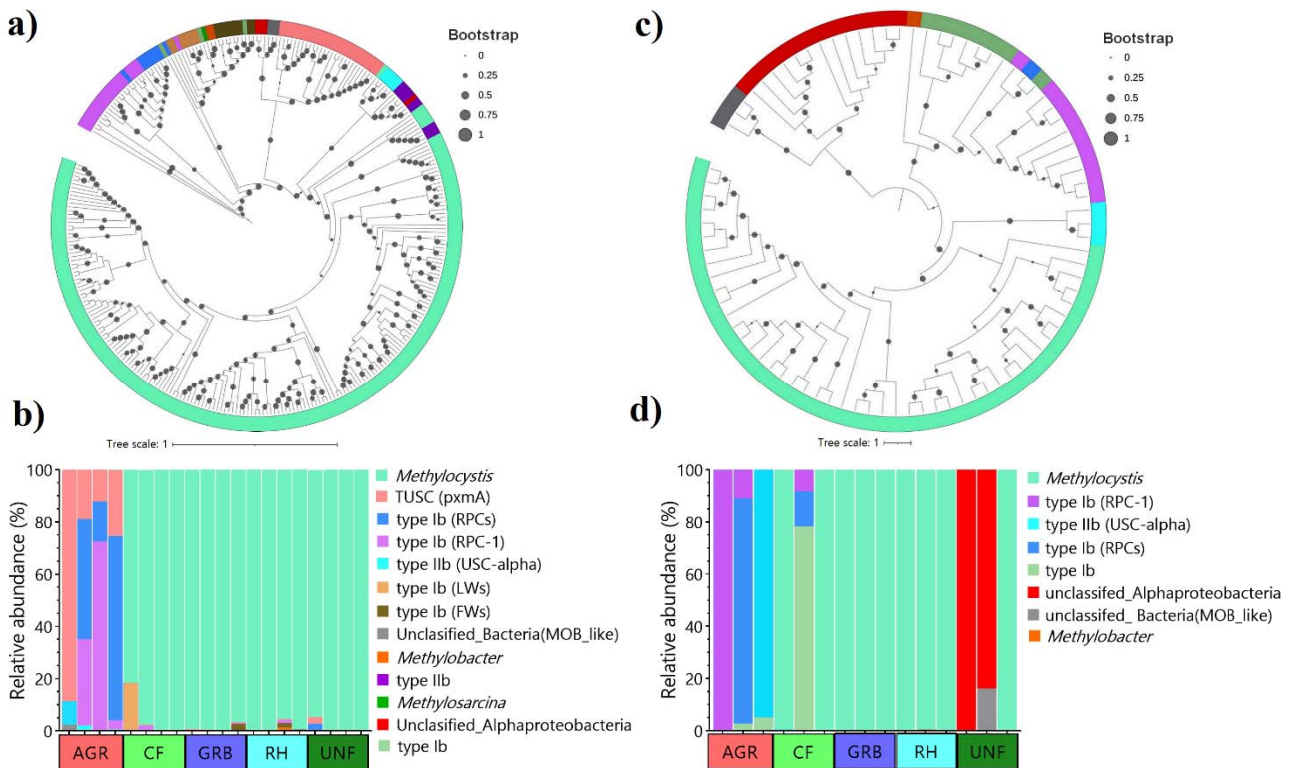 a)
Bootstrap
0
0.25
0.5
0.75
1
Tree scale: 1
c)
Bootstrap
0
0.25
0.5
0.75
1
Tree scale: 1
b)
Relative abundance (%)
100
80
60
40
20
0
AGR CF GRB RH UNF
Methylocystis
TUSC (pxmA)
type Ib (RPCs)
type Ib (RPC-1)
type IIb (USC-alpha)
type Ib (LWs)
type Ib (FWs)
Unclasified_Bacteria(MOB_like)
Methylobacter
type IIb
Methylosarcina
Unclassified_Alphaproteobacteria
type Ib
d)
Relative abundance (%)
100
80
60
40
20
0
AGR CF GRB RH UNF
Methylocystis
type Ib (RPC-1)
type IIb (USC-alpha)
type Ib (RPCs)
type Ib
unclassified_Alphaproteobacteria
unclassifed_ Bacteria(MOB_like)
Methylobacter